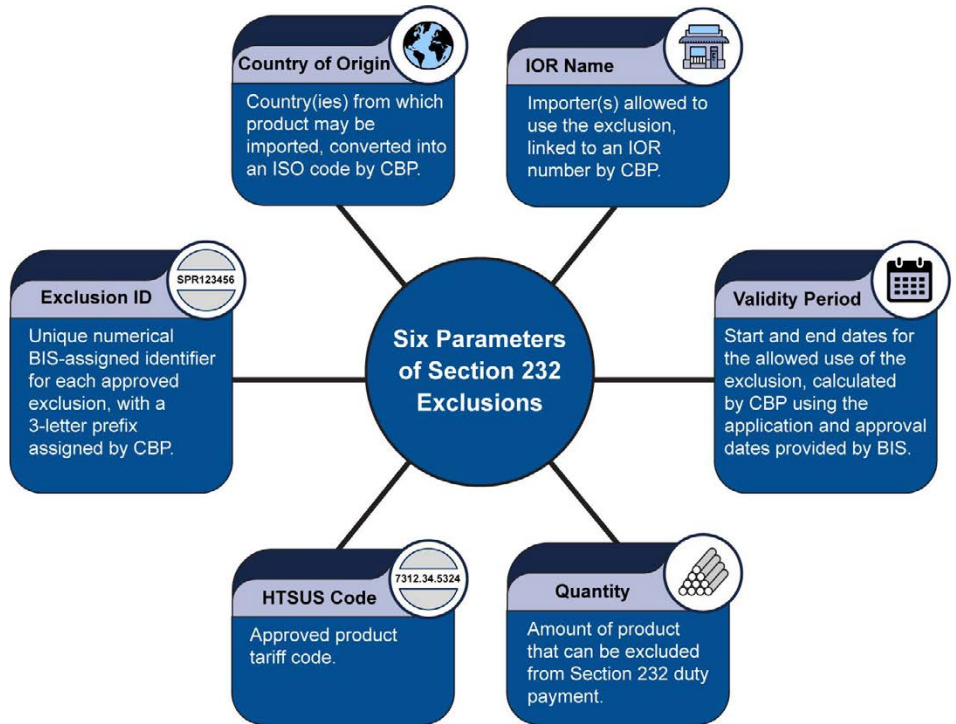 Country of Origin
Country(ies) from which
product may be
imported, converted into
an ISO code by CBP.
IOR Name
Importer(s) allowed to
use the exclusion,
linked to an IOR
number by CBP.
SPR123456
Exclusion ID
Unique numerical
BIS-assigned identifier
for each approved
exclusion, with a
3-letter prefix
assigned by CBP.
Six Parameters
of Section 232
Exclusions
Validity Period
Start and end dates for
the allowed use of the
exclusion, calculated
by CBP using the
application and approval
dates provided by BIS.
7312.34.5324
HTSUS Code
Approved product
tariff code.
Quantity
Amount of product
that can be excluded
from Section 232 duty
payment.